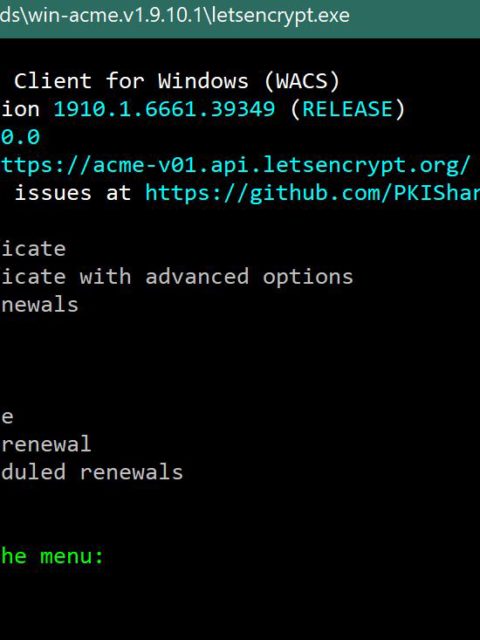 ds\win-acme.v1.9.10.1\letsencrypt.exe
Client for Windows (WACS)
ion 1910.1.6661.39349 (RELEASE)
0.0
ttps://acme-v01.api.letsencrypt.org/
issues at https://github.com/PKIShar
icate
icate with advanced options
newals
e
renewal
duled renewals
he menu: